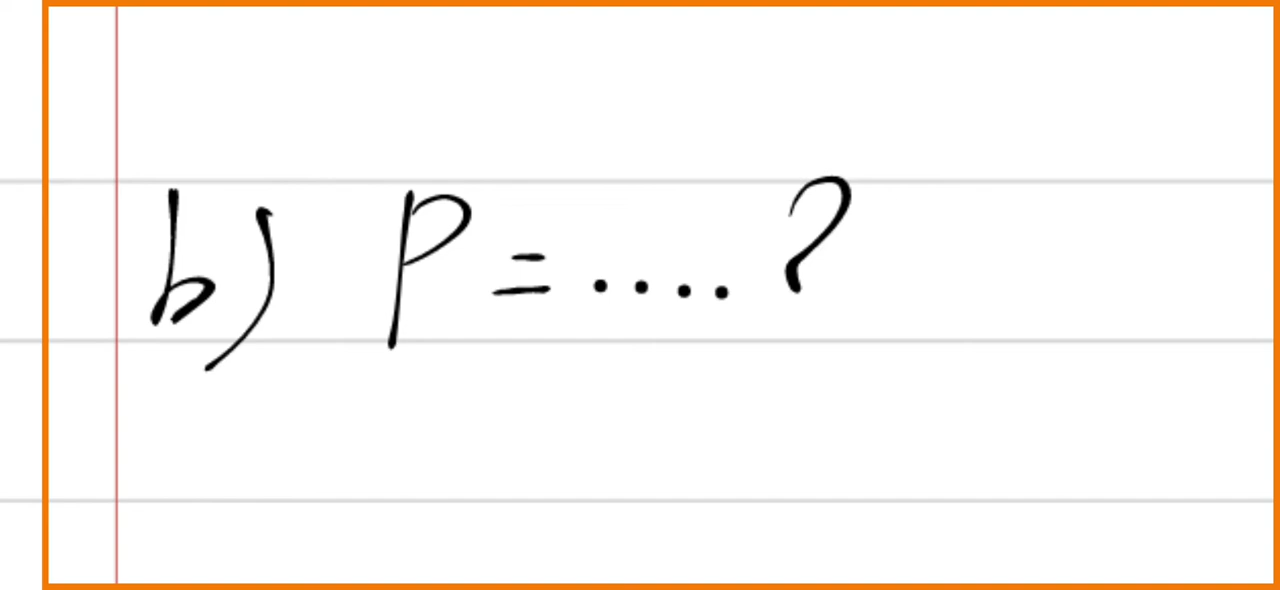 b) P = .... ?